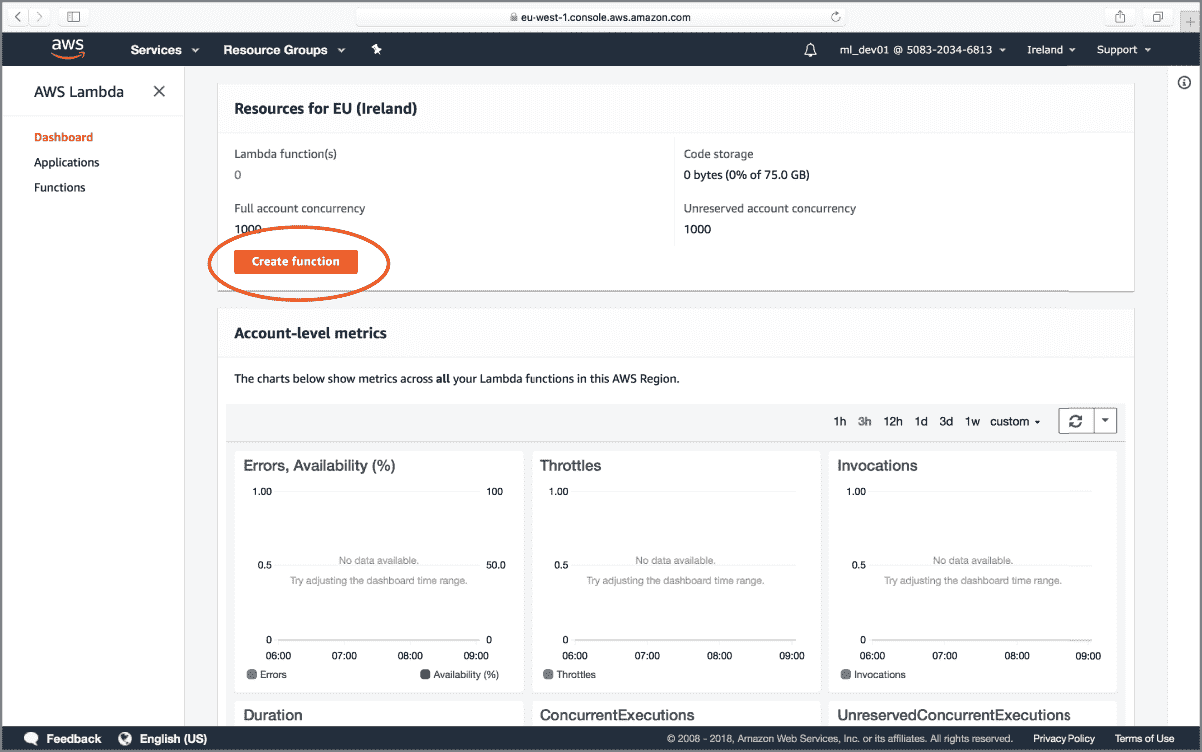 eu-west-1.console.aws.amazon.com
aws Services Resource Groups ml_dev01 @ 5083-2034-6813 Ireland Support
AWS Lambda
Dashboard
Applications
Functions
Resources for EU (Ireland)
Lambda function(s)
0
Code storage
0 bytes (0% of 75.0 GB)
Full account concurrency
1000
Unreserved account concurrency
1000
Create function
Account-level metrics
The charts below show metrics across all your Lambda functions in this AWS Region.
1h 3h 12h 1d 3d 1w custom
Errors, Availability (%)
1.00 100
No data available.
0.5 50.0
Try adjusting the dashboard time range.
0 0
06:00 07:00 08:00 09:00
Errors Availability (%)
Throttles
1.00
No data available.
0.5
Try adjusting the dashboard time range.
0
06:00 07:00 08:00 09:00
Throttles
Invocations
1.00
No data available.
0.5
Try adjusting the dashboard time range.
0
06:00 07:00 08:00 09:00
Invocations
Duration
ConcurrentExecutions
UnreservedConcurrentExecutions
Feedback English (US) © 2008 - 2018, Amazon Web Services, Inc. or its affiliates. All rights reserved. Privacy Policy Terms of Use